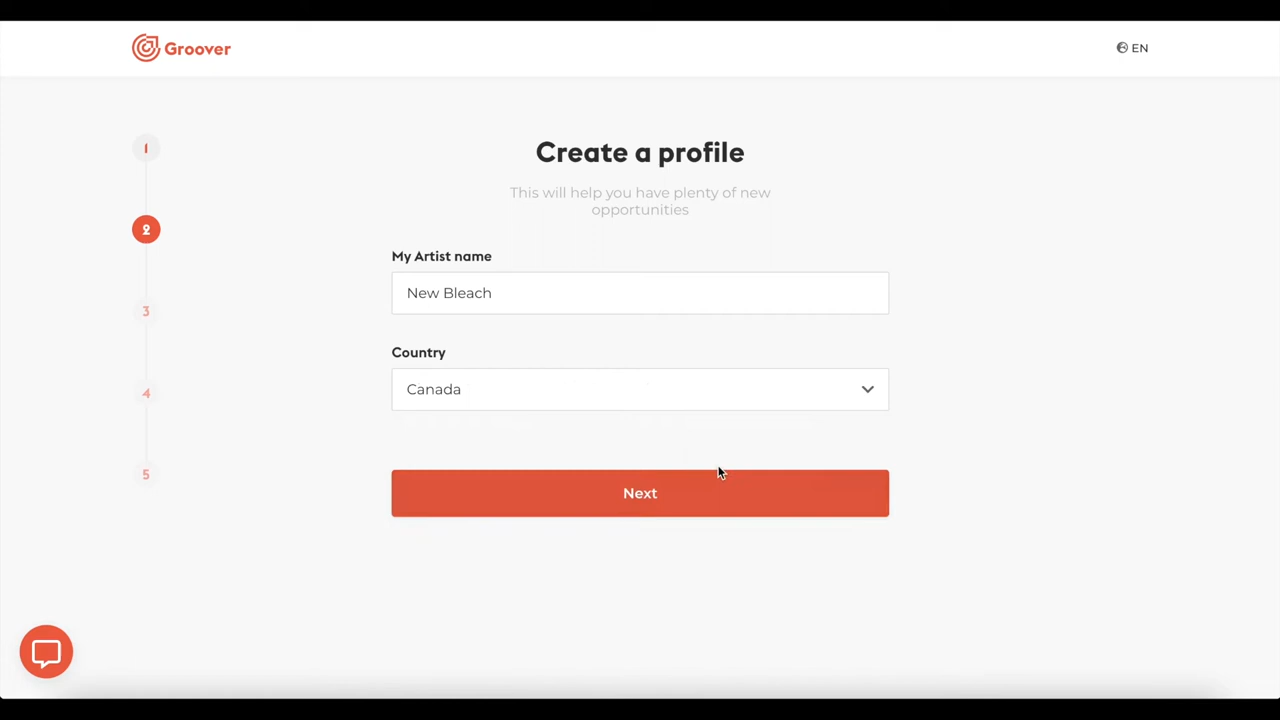 Groover
EN
1
2
3
4
5
Create a profile
This will help you have plenty of new
opportunities
My Artist name
New Bleach
Country
Canada
Next